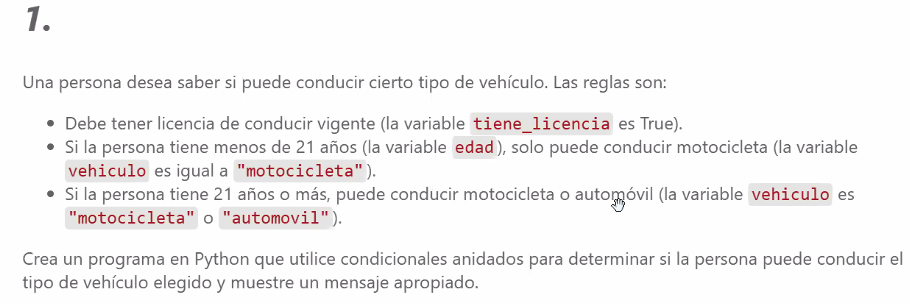 1.
Una persona desea saber si puede conducir cierto tipo de vehículo. Las reglas son:
• Debe tener licencia de conducir vigente (la variable tiene_licencia es True).
• Si la persona tiene menos de 21 años (la variable edad), solo puede conducir motocicleta (la variable
vehiculo es igual a "motocicleta").
• Si la persona tiene 21 años o más, puede conducir motocicleta o automóvil (la variable vehiculo es
"motocicleta" o "automovil").
Crea un programa en Python que utilice condicionales anidados para determinar si la persona puede conducir el
tipo de vehículo elegido y muestre un mensaje apropiado.